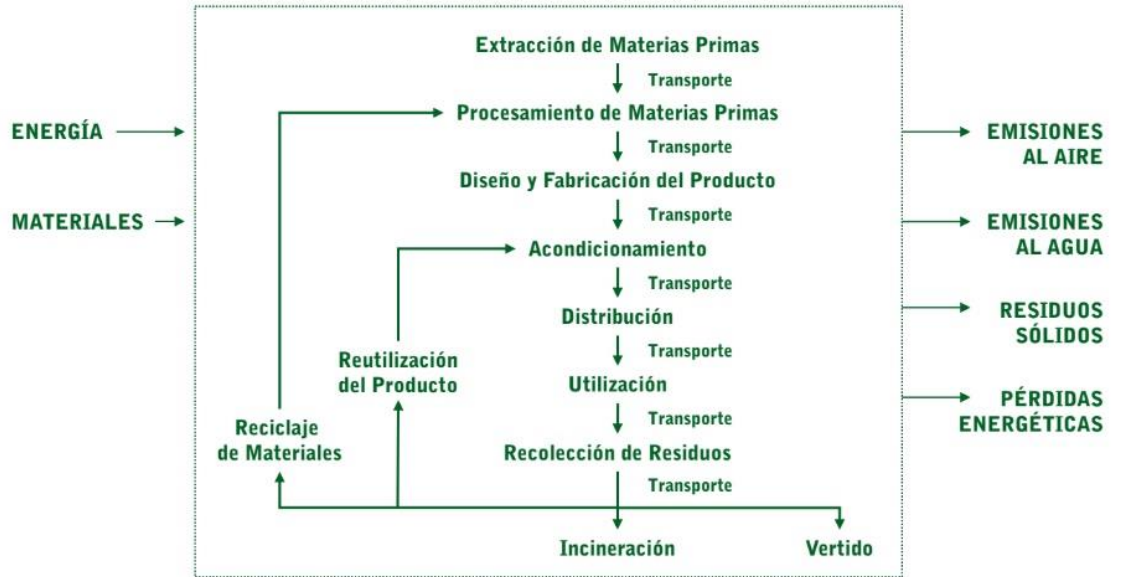 Extracción de Materias Primas
Transporte
Procesamiento de Materias Primas
Transporte
Diseño y Fabricación del Producto
Transporte
Acondicionamiento
Transporte
Distribución
Transporte
Utilización
Transporte
Recolección de Residuos
Transporte
Incineración
Vertido
Reutilización
del Producto
Reciclaje
de Materiales
ENERGÍA
MATERIALES
EMISIONES
AL AIRE
EMISIONES
AL AGUA
RESIDUOS
SÓLIDOS
PÉRDIDAS
ENERGÉTICAS